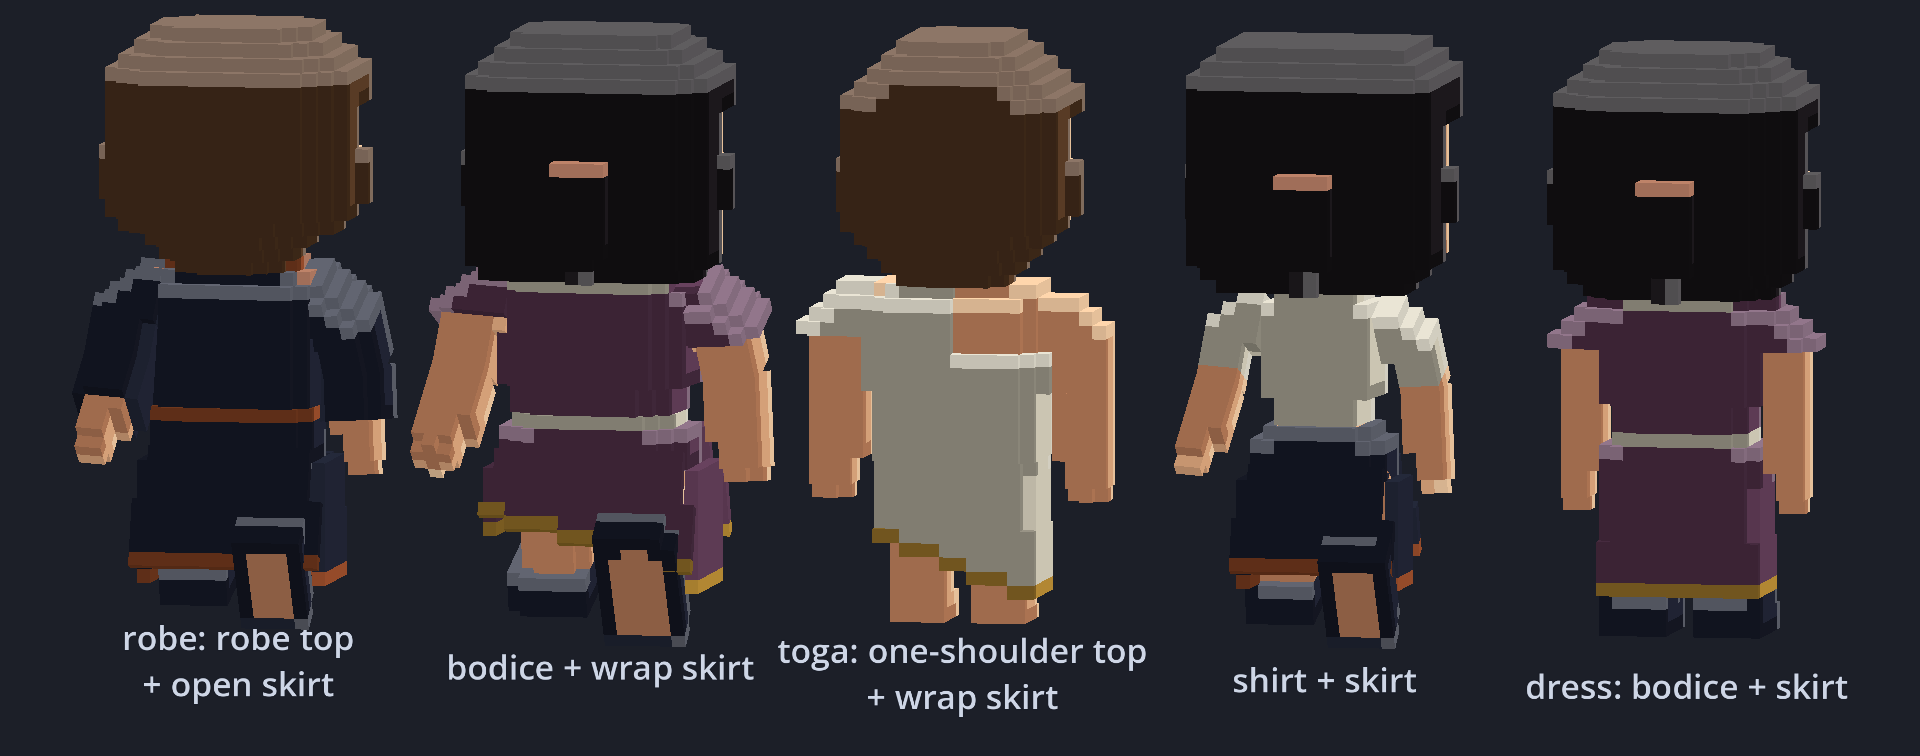 robe: robe top
+ open skirt
bodice + wrap skirt
toga: one-shoulder top
+ wrap skirt
shirt + skirt
dress: bodice + skirt